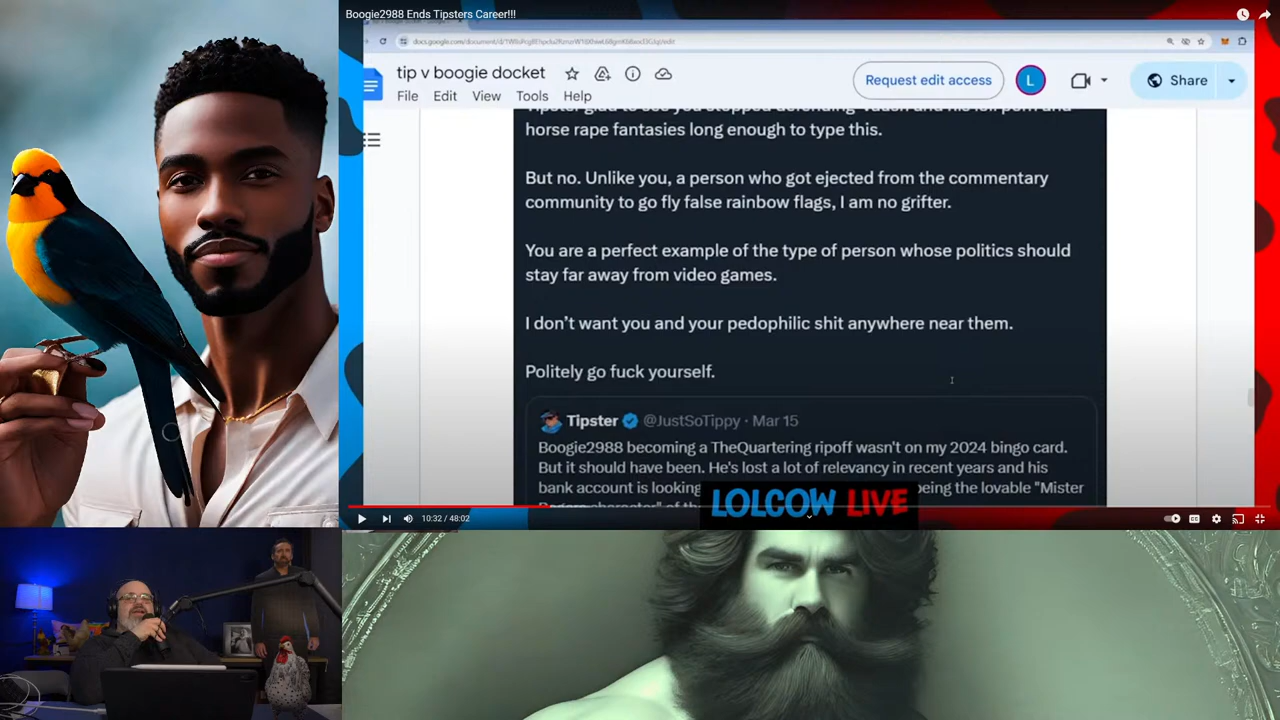 Boogie2988 Ends Tipsters Career!!!
tip v boogie docket
File Edit View Tools Help
Request edit access
L
Share
horse rape fantasies long enough to type this.
But no. Unlike you, a person who got ejected from the commentary
community to go fly false rainbow flags, I am no grifter.
You are a perfect example of the type of person whose politics should
stay far away from video games.
I don't want you and your pedophilic shit anywhere near them.
Politely go fuck yourself.
Tipster @JustSoTippy · Mar 15
Boogie2988 becoming a TheQuartering ripoff wasn't on my 2024 bingo card.
But it should have been. He's lost a lot of relevancy in recent years and his
bank account is looking being the lovable "Mister
LOLCOW LIVE
10:32 / 48:02